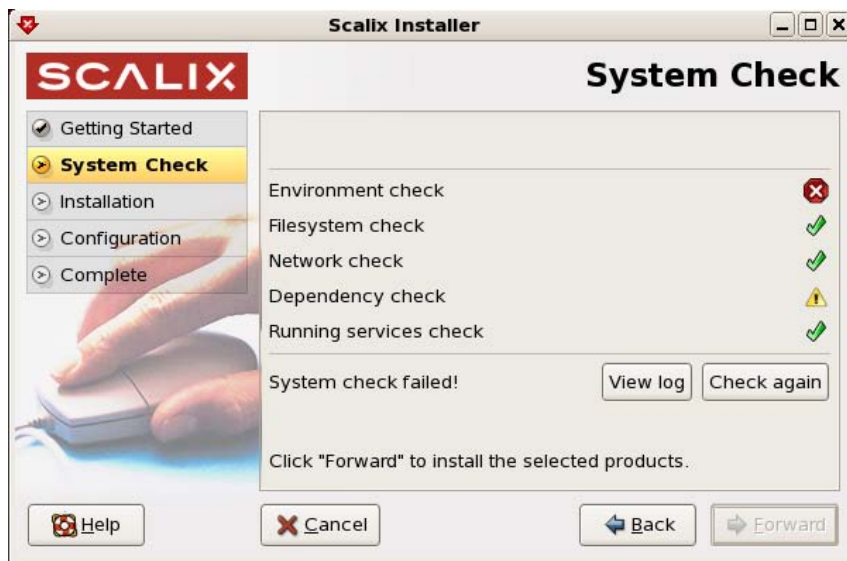 Scalix Installer
SCALIX
System Check
Getting Started
System Check
Installation
Configuration
Complete
Environment check
Filesystem check
Network check
Dependency check
Running services check
System check failed!
View log
Check again
Click "Forward" to install the selected products.
Help
Cancel
Back
Forward